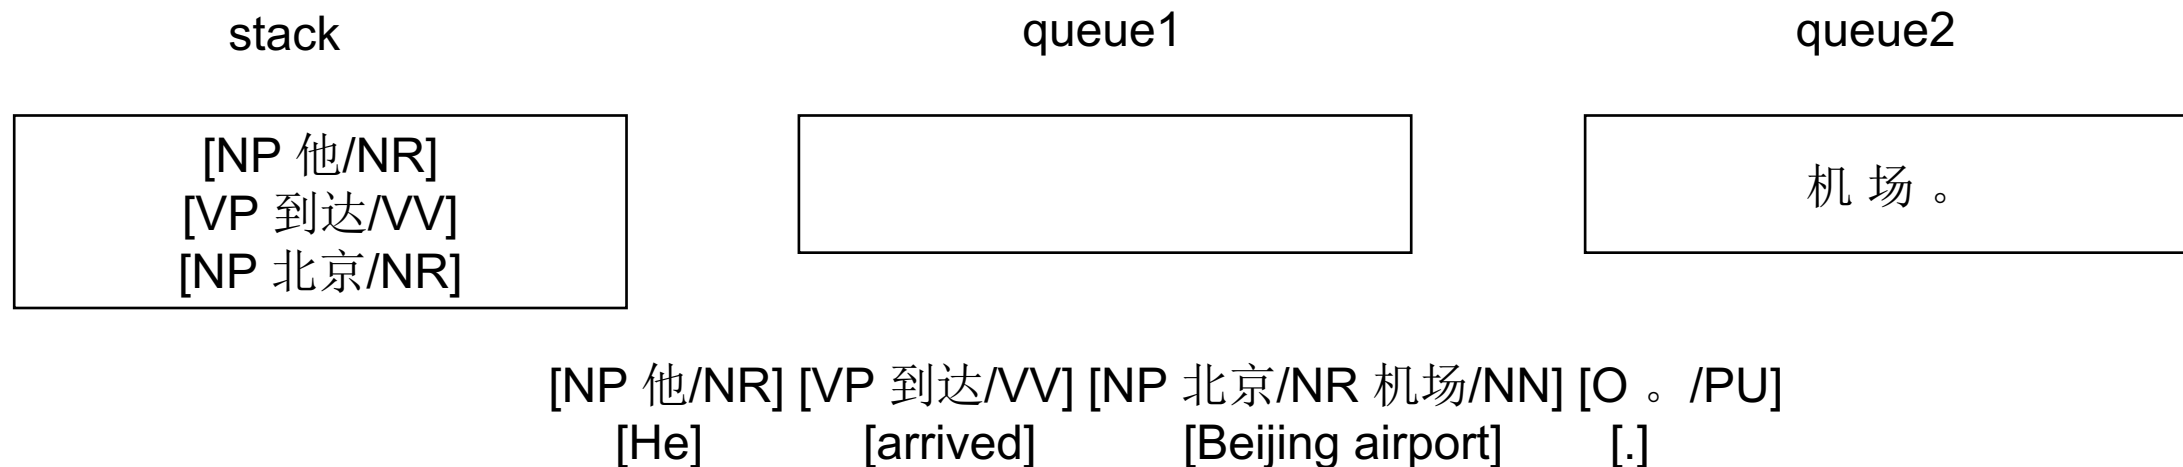 stack queue1 queue2
[NP 他/NR]
[VP 到达/VV]
[NP 北京/NR]
机 场 。
[NP 他/NR] [VP 到达/VV] [NP 北京/NR 机场/NN] [O 。/PU]
[He] [arrived] [Beijing airport] [.]